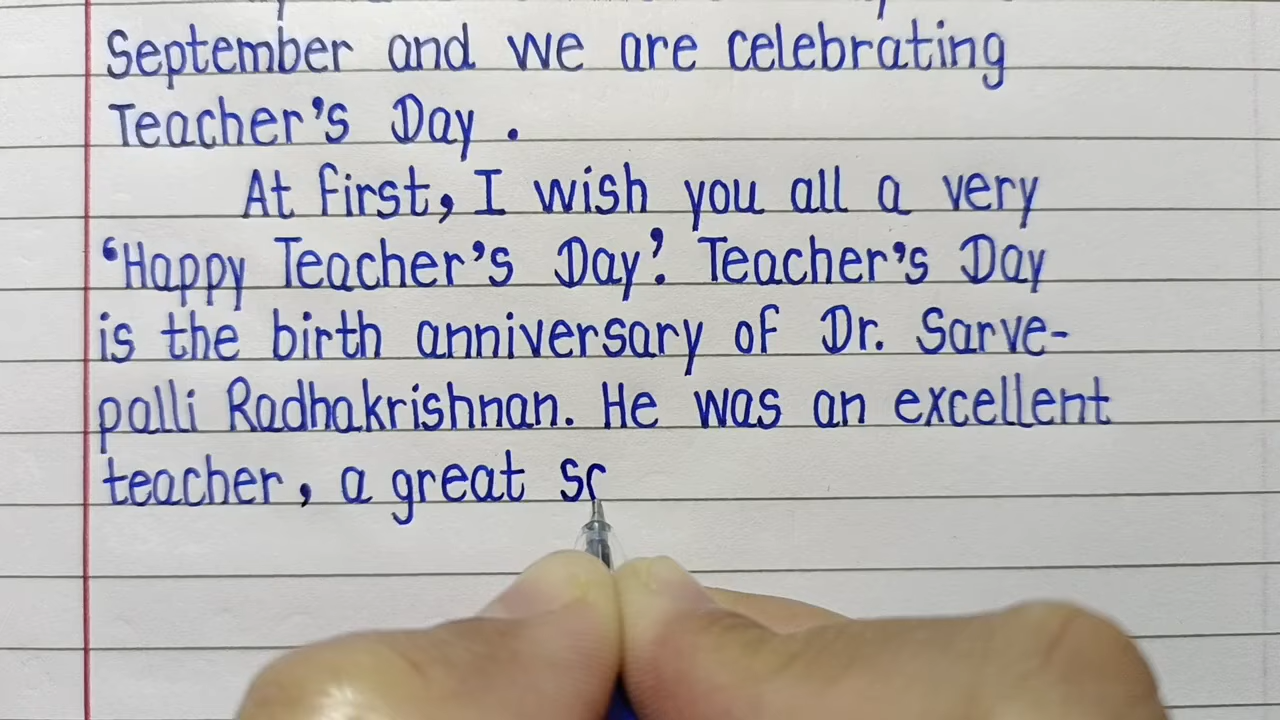 September and we are celebrating
Teacher's Day .
At first, I wish you all a very
'Happy Teacher's Day'. Teacher's Day
is the birth anniversary of Dr. Sarve-
palli Radhakrishnan. He was an excellent
teacher, a great sc